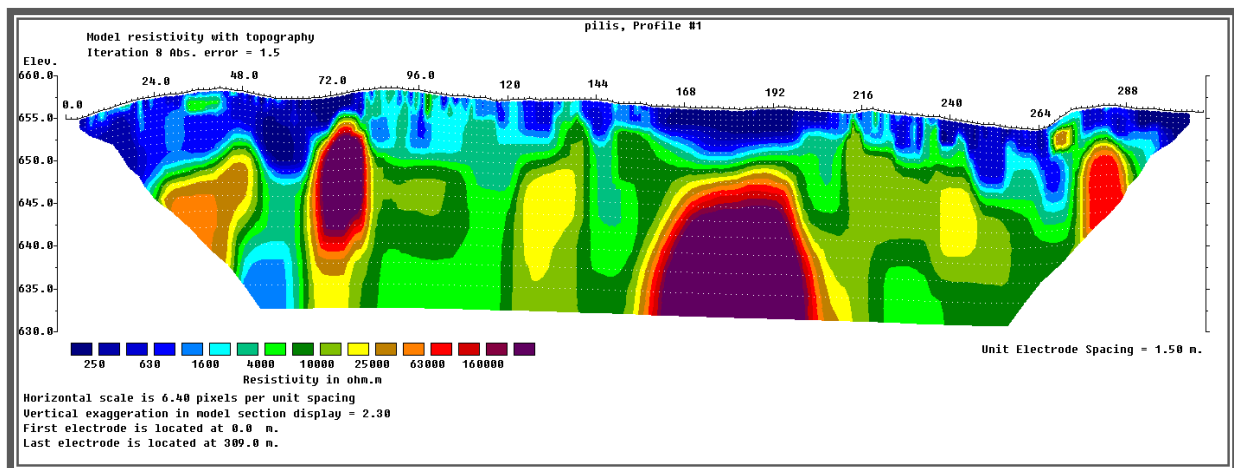 pilis, Profile #1
Model resistivity with topography
Iteration 8 Abs. error = 1.5
Elev.
660.0
655.0
650.0
645.0
640.0
635.0
630.0
0.0 24.0 48.0 72.0 96.0 120 144 168 192 216 240 264 288
250 630 1600 4000 10000 25000 63000 160000
Resistivity in ohm.m
Unit Electrode Spacing = 1.50 m.
Horizontal scale is 6.40 pixels per unit spacing
Vertical exaggeration in model section display = 2.30
First electrode is located at 0.0 m.
Last electrode is located at 309.0 m.